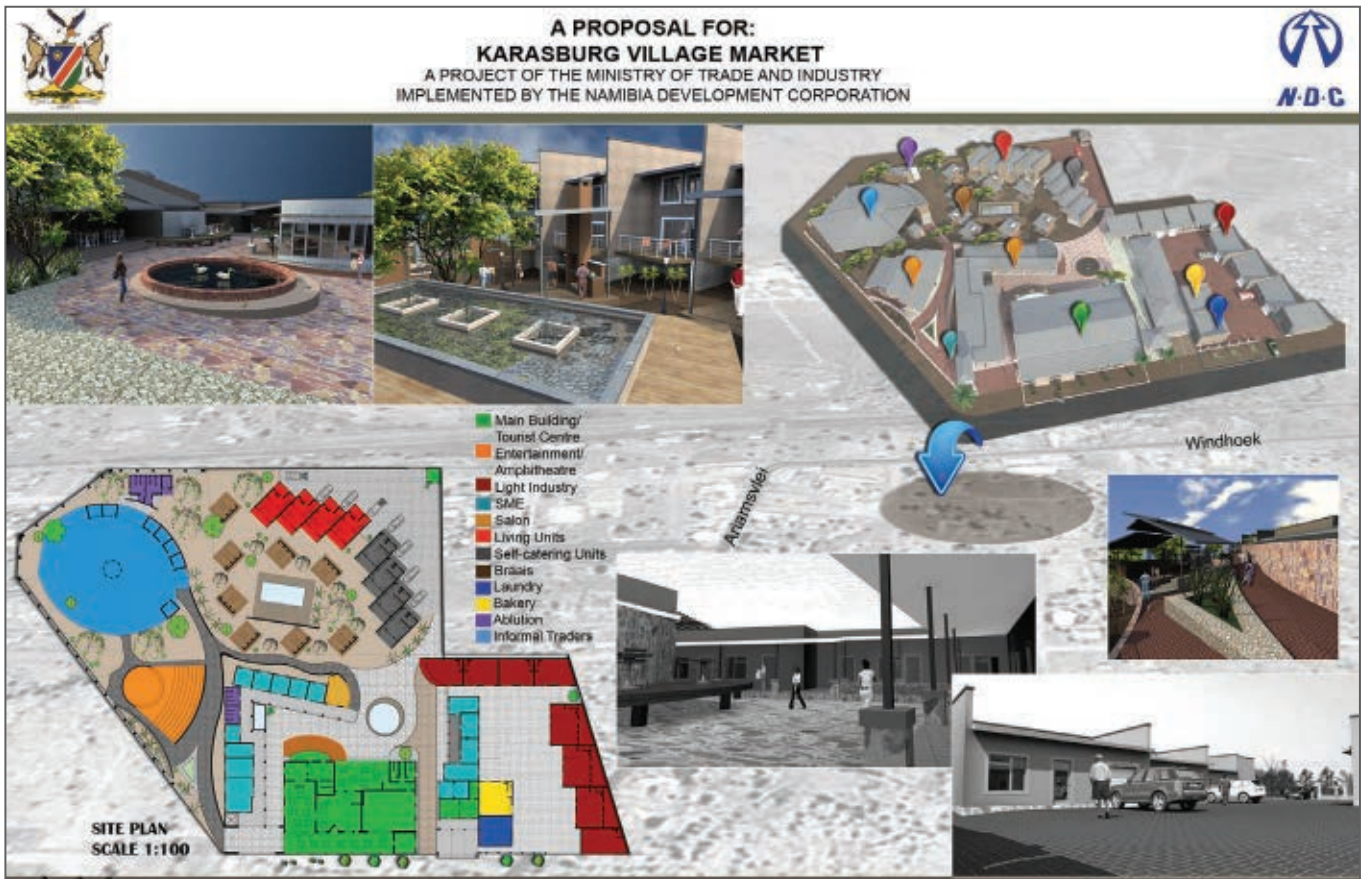 A PROPOSAL FOR:
KARASBURG VILLAGE MARKET
A PROJECT OF THE MINISTRY OF TRADE AND INDUSTRY
IMPLEMENTED BY THE NAMIBIA DEVELOPMENT CORPORATION
N·D·C
Main Building/
Tourist Centre
Entertainment/
Amphitheatre
Light Industry
SME
Salon
Living Units
Self-catering Units
Braais
Laundry
Bakery
Ablution
Informal Traders
Windhoek
Ariamsvlei
SITE PLAN
SCALE 1:100